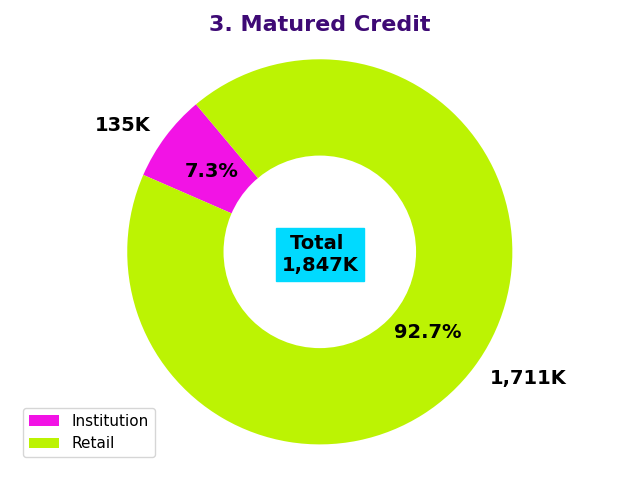 3. Matured Credit
135K
7.3%
Total
1,847K
92.7%
1,711K
Institution
Retail